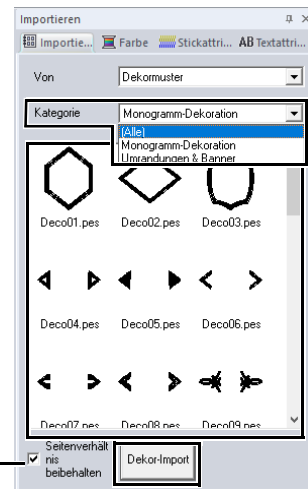 Importieren
Importie... Farbe Stickattri... AB Textattri...
Von Dekormuster
Kategorie Monogramm-Dekoration
(Alle)
Monogramm-Dekoration
Umrandungen & Banner
Deco01.pes Deco02.pes Deco03.pes
Deco04.pes Deco05.pes Deco06.pes
Deco07.pes Deco08.pes Deco09.pes
Seitenverhält
nis
beibehalten
Dekor-Import